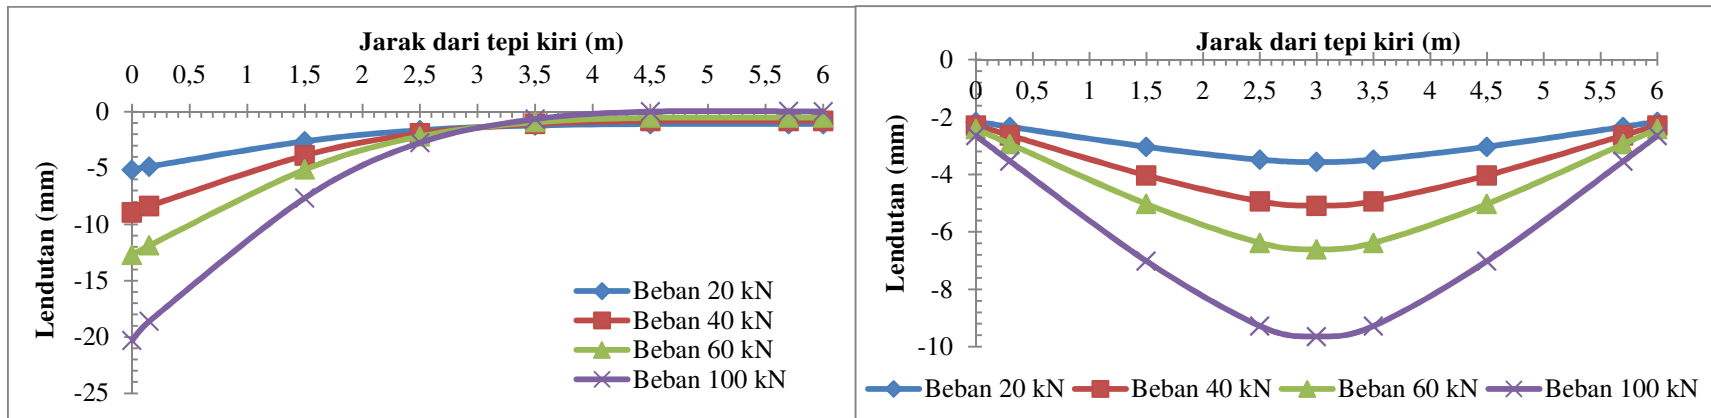 Jarak dari tepi kiri (m)
0 0,5 1 1,5 2 2,5 3 3,5 4 4,5 5 5,5 6
0
-5
-10
-15
-20
-25
Lendutan (mm)
Beban 20 kN
Beban 40 kN
Beban 60 kN
Beban 100 kN
Jarak dari tepi kiri (m)
0
0 0,5 1 1,5 2 2,5 3 3,5 4 4,5 5 5,5 6
-2
-4
-6
-8
-10
Lendutan (mm)
Beban 20 kN Beban 40 kN Beban 60 kN Beban 100 kN